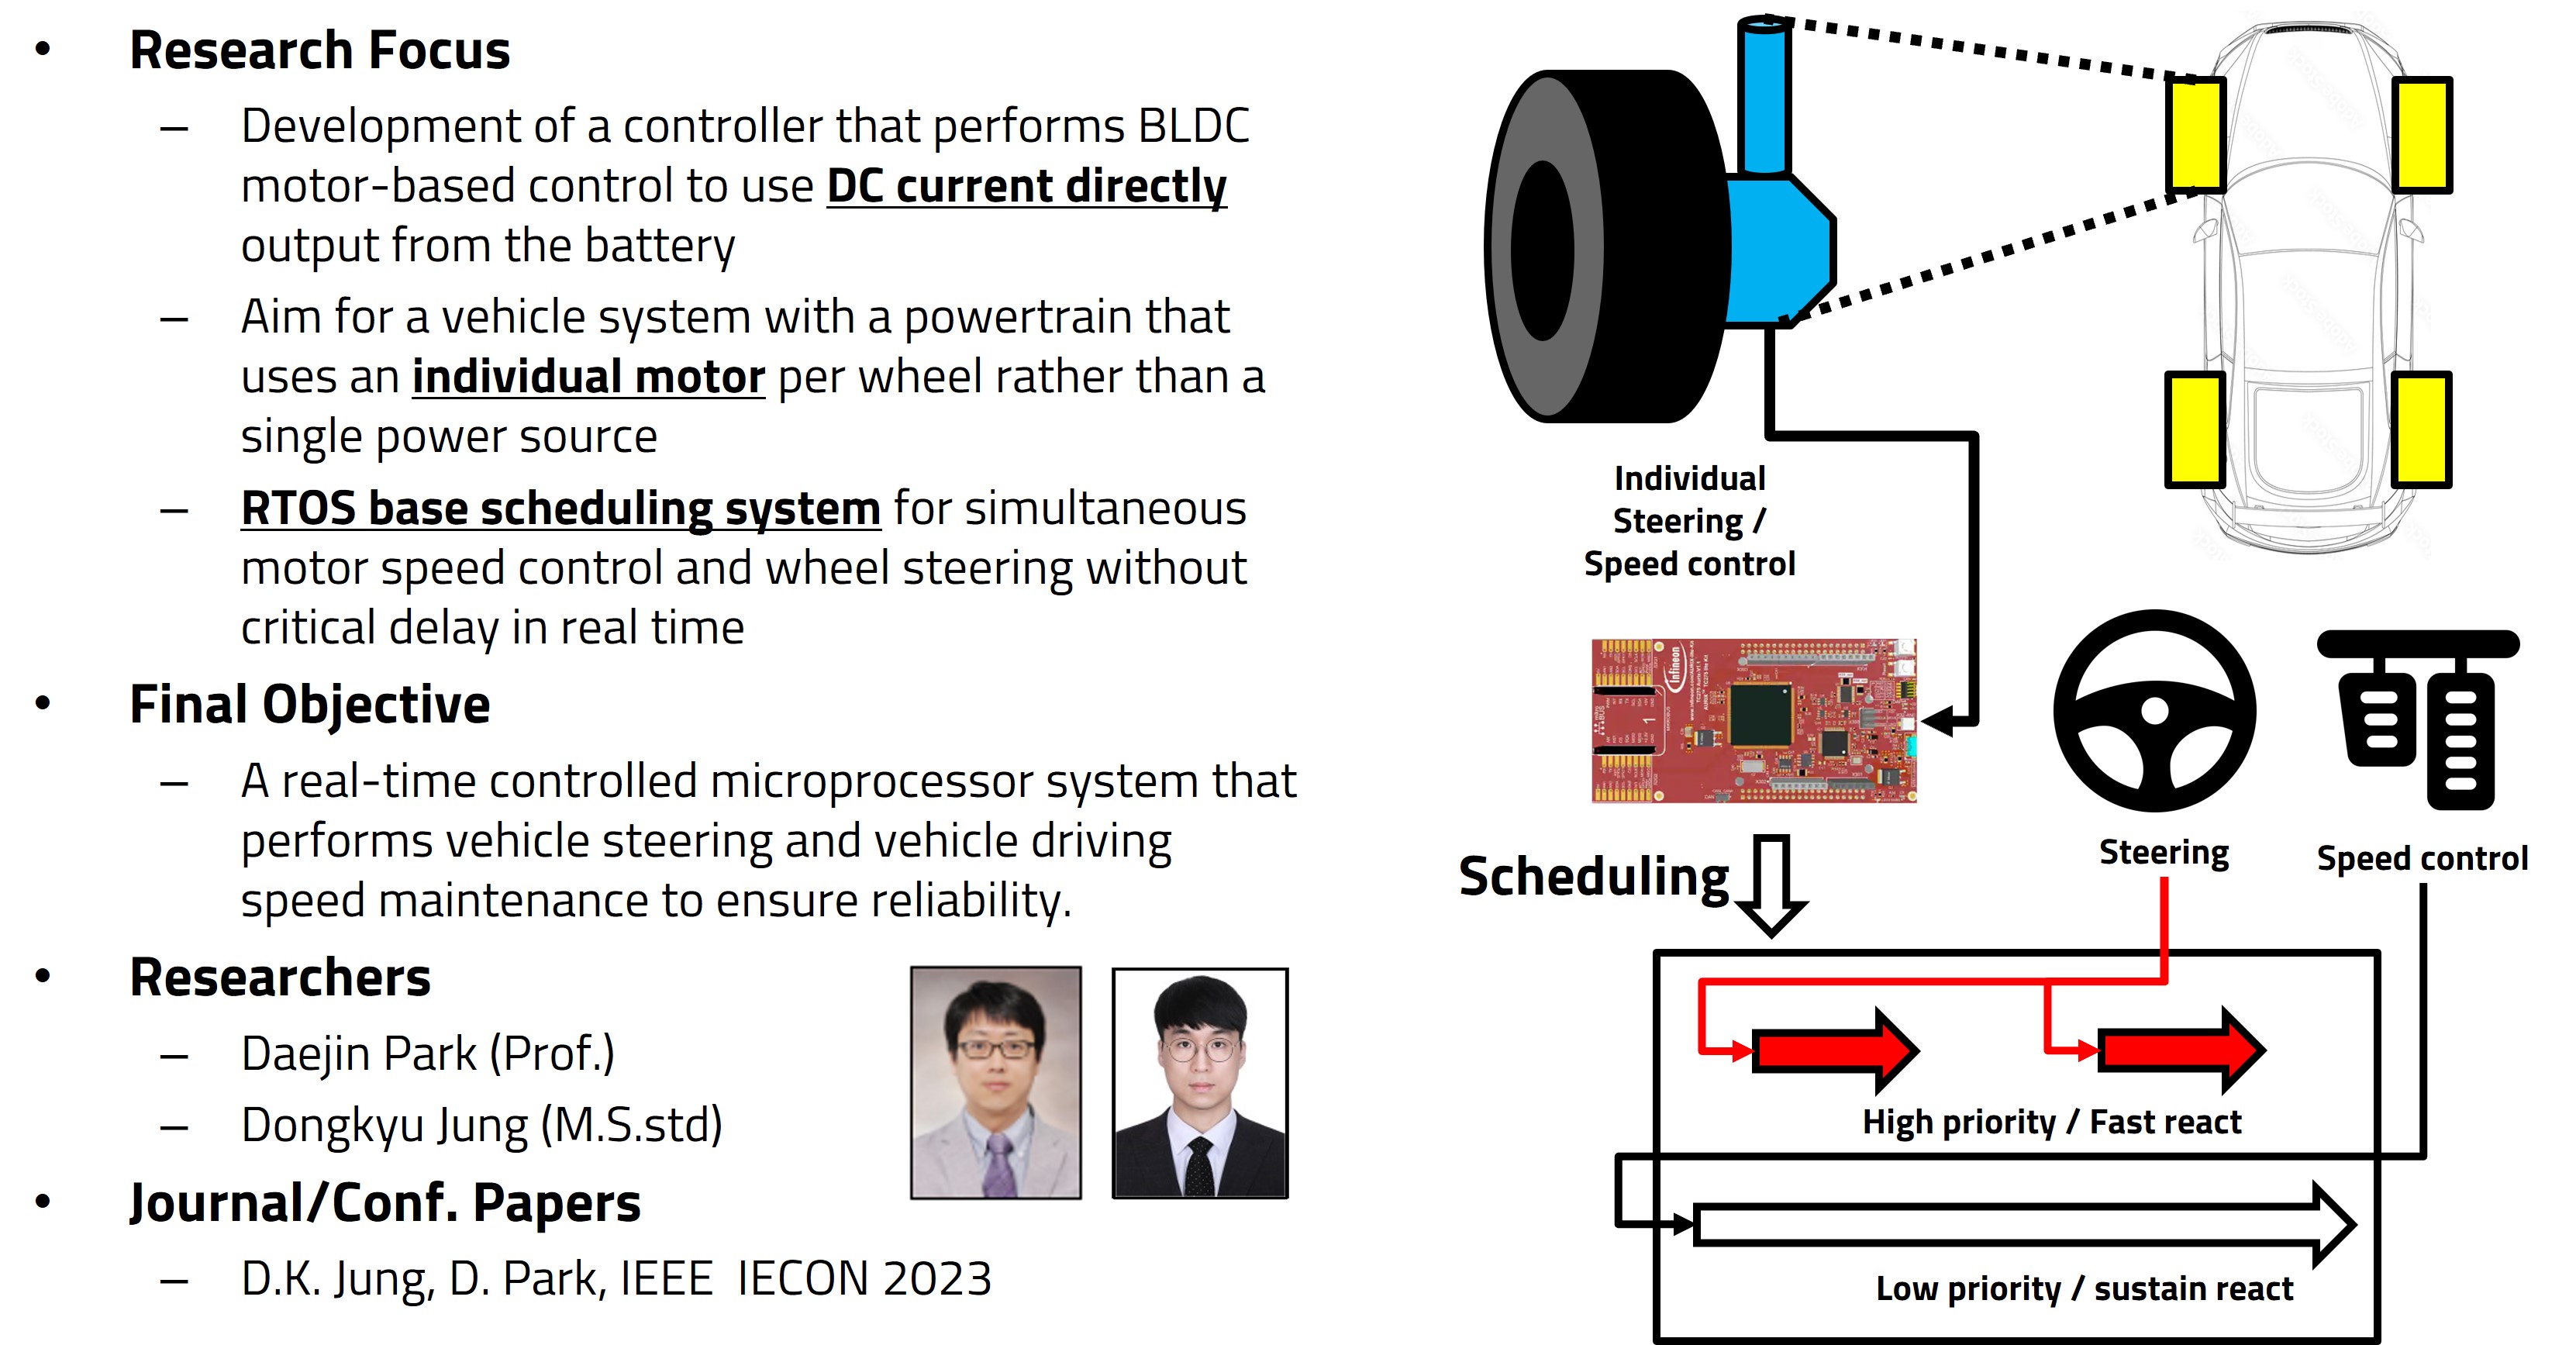 • Research Focus
– Development of a controller that performs BLDC
motor-based control to use DC current directly
output from the battery
– Aim for a vehicle system with a powertrain that
uses an individual motor per wheel rather than a
single power source
– RTOS base scheduling system for simultaneous
motor speed control and wheel steering without
critical delay in real time
• Final Objective
– A real-time controlled microprocessor system that
performs vehicle steering and vehicle driving
speed maintenance to ensure reliability.
• Researchers
– Daejin Park (Prof.)
– Dongkyu Jung (M.S.std)
• Journal/Conf. Papers
– D.K. Jung, D. Park, IEEE  IECON 2023
Individual
Steering /
Speed control
infineon
Steering
Speed control
Scheduling
High priority / Fast react
Low priority / sustain react